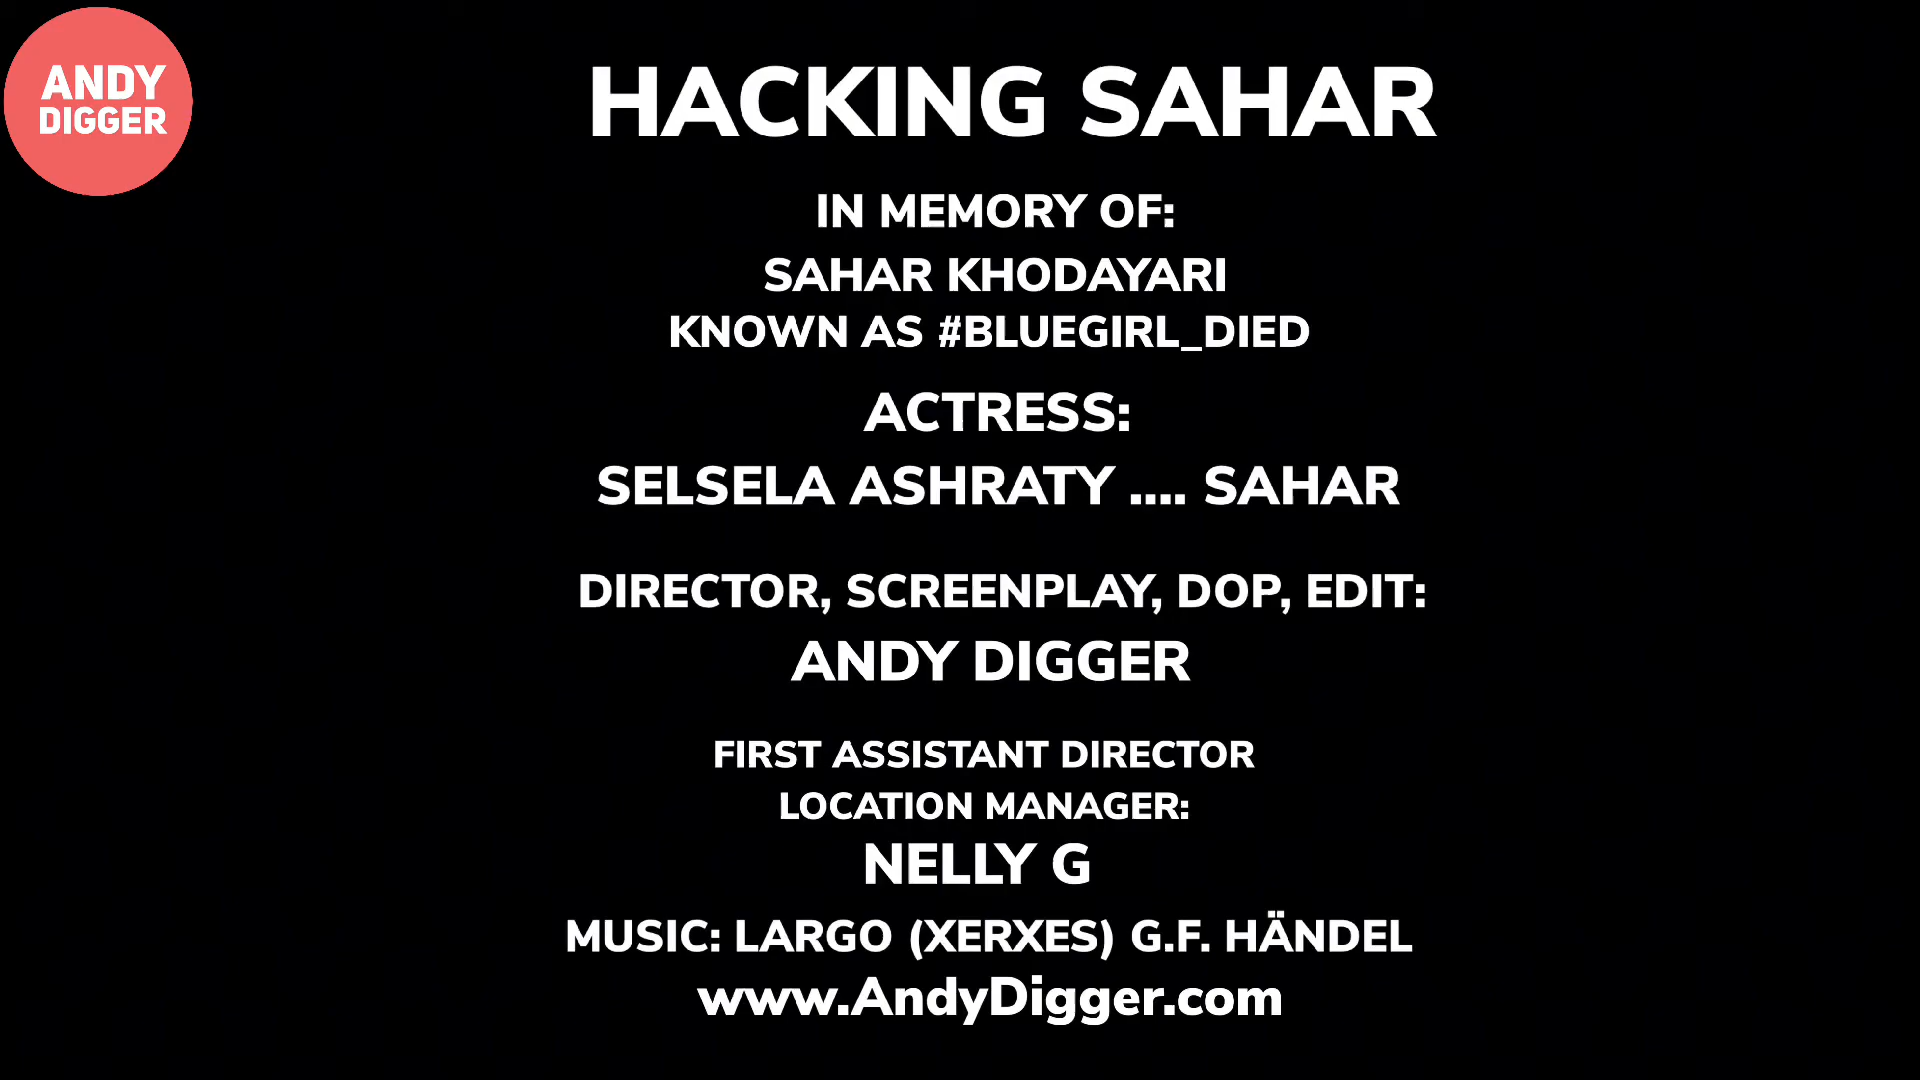 ANDY
DIGGER
HACKING SAHAR
IN MEMORY OF:
SAHAR KHODAYARI
KNOWN AS #BLUEGIRL_DIED
ACTRESS:
SELSELA ASHRATY .... SAHAR
DIRECTOR, SCREENPLAY, DOP, EDIT:
ANDY DIGGER
FIRST ASSISTANT DIRECTOR
LOCATION MANAGER:
NELLY G
MUSIC: LARGO (XERXES) G.F. HÄNDEL
www.AndyDigger.com